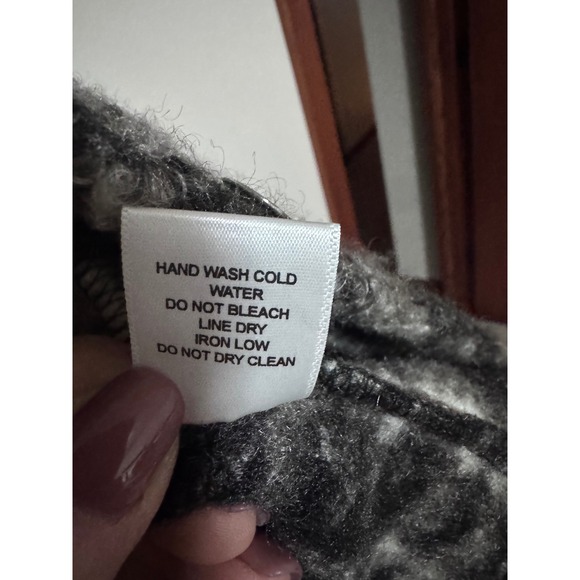 HAND WASH COLD
WATER
DO NOT BLEACH
LINE DRY
IRON LOW
DO NOT DRY CLEAN